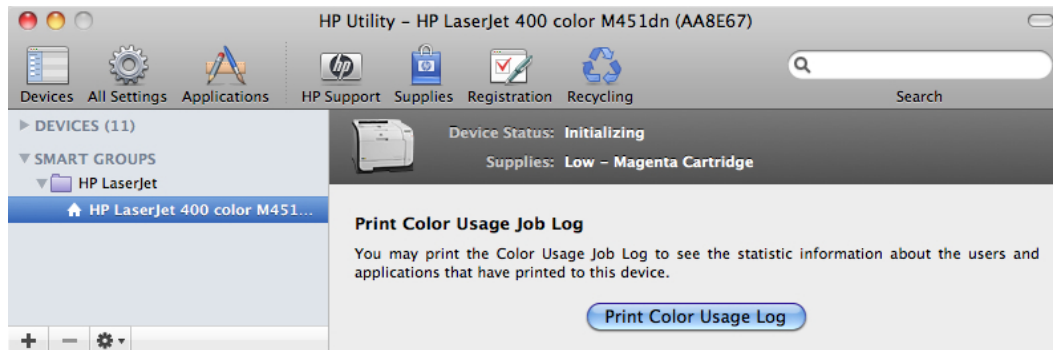 HP Utility – HP LaserJet 400 color M451dn (AA8E67)
Devices All Settings Applications HP Support Supplies Registration Recycling Search
DEVICES (11)
SMART GROUPS
HP LaserJet
HP LaserJet 400 color M451...
Device Status: Initializing
Supplies: Low – Magenta Cartridge
Print Color Usage Job Log
You may print the Color Usage Job Log to see the statistic information about the users and
applications that have printed to this device.
Print Color Usage Log